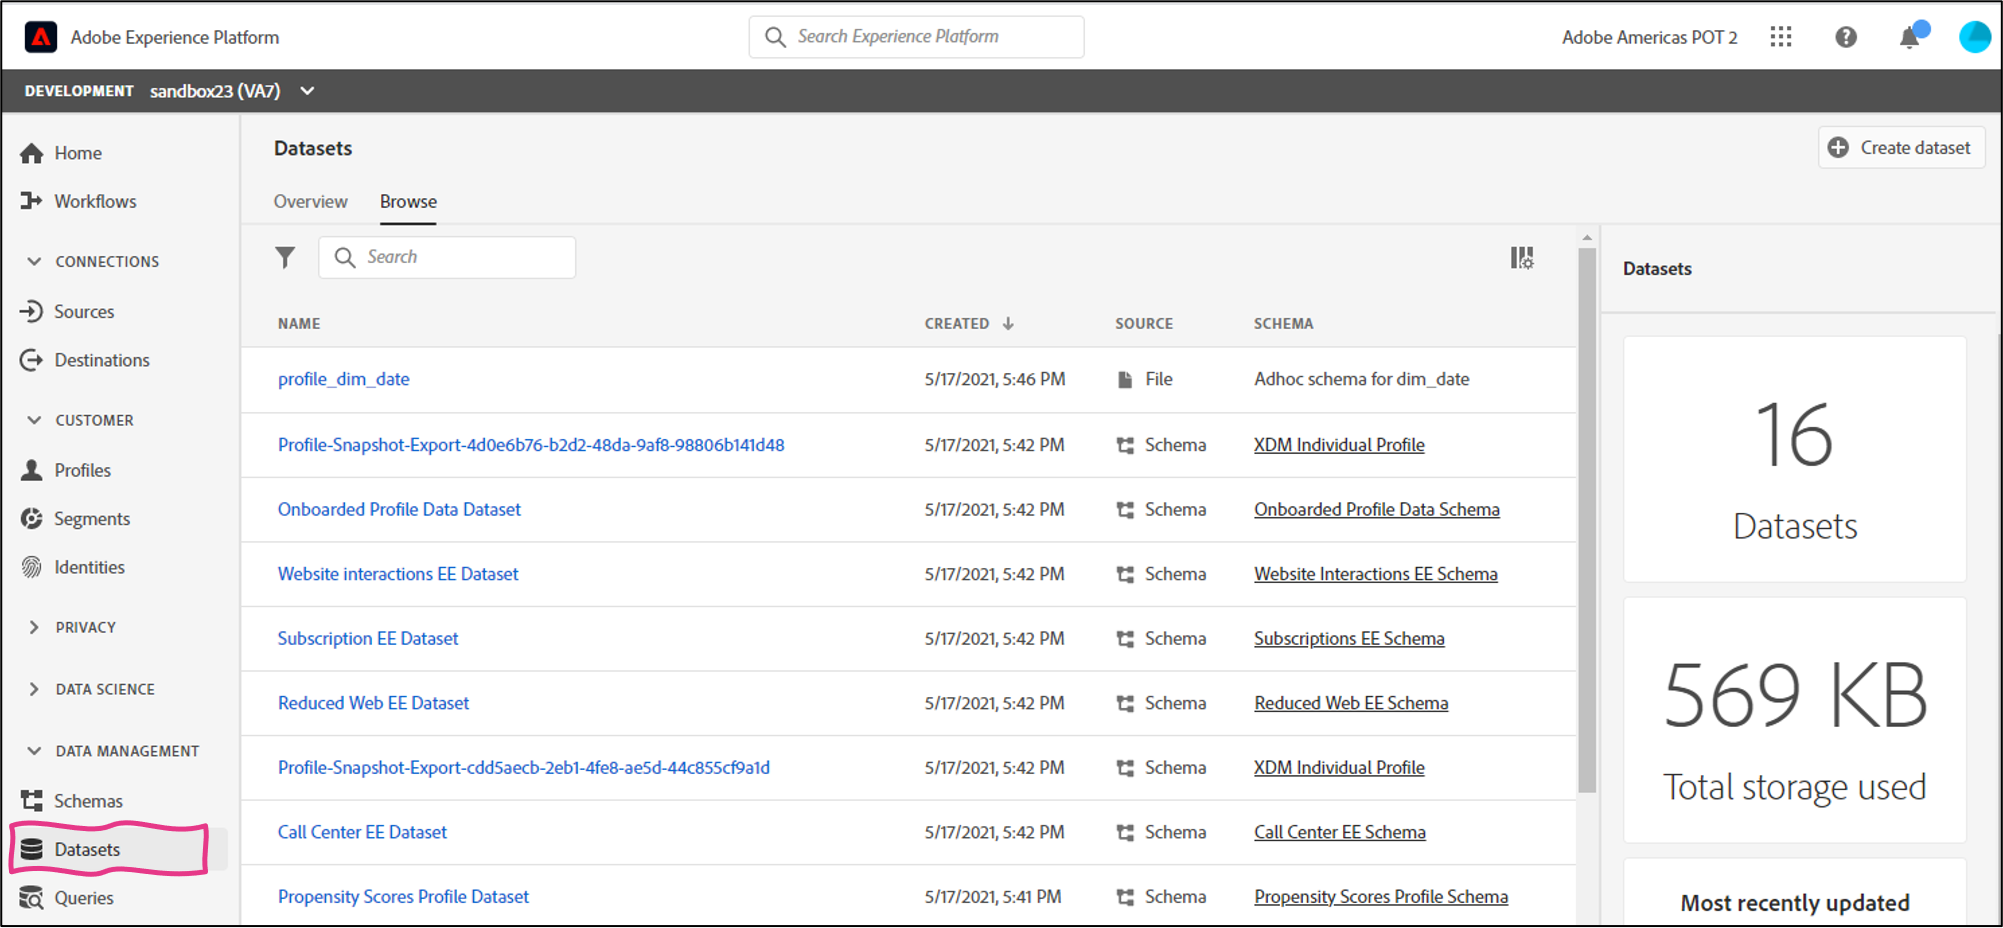 Adobe Experience Platform
Search Experience Platform
Adobe Americas POT 2
DEVELOPMENT sandbox23 (VA7)
Home
Workflows
CONNECTIONS
Sources
Destinations
CUSTOMER
Profiles
Segments
Identities
PRIVACY
DATA SCIENCE
DATA MANAGEMENT
Schemas
Datasets
Queries
Datasets
Create dataset
Overview Browse
Search
NAME CREATED SOURCE SCHEMA
profile_dim_date 5/17/2021, 5:46 PM File Adhoc schema for dim_date
Profile-Snapshot-Export-4d0e6b76-b2d2-48da-9af8-98806b141d48 5/17/2021, 5:42 PM Schema XDM Individual Profile
Onboarded Profile Data Dataset 5/17/2021, 5:42 PM Schema Onboarded Profile Data Schema
Website interactions EE Dataset 5/17/2021, 5:42 PM Schema Website Interactions EE Schema
Subscription EE Dataset 5/17/2021, 5:42 PM Schema Subscriptions EE Schema
Reduced Web EE Dataset 5/17/2021, 5:42 PM Schema Reduced Web EE Schema
Profile-Snapshot-Export-cdd5aecb-2eb1-4fe8-ae5d-44c855cf9a1d 5/17/2021, 5:42 PM Schema XDM Individual Profile
Call Center EE Dataset 5/17/2021, 5:42 PM Schema Call Center EE Schema
Propensity Scores Profile Dataset 5/17/2021, 5:41 PM Schema Propensity Scores Profile Schema
Datasets
16
Datasets
569 KB
Total storage used
Most recently updated